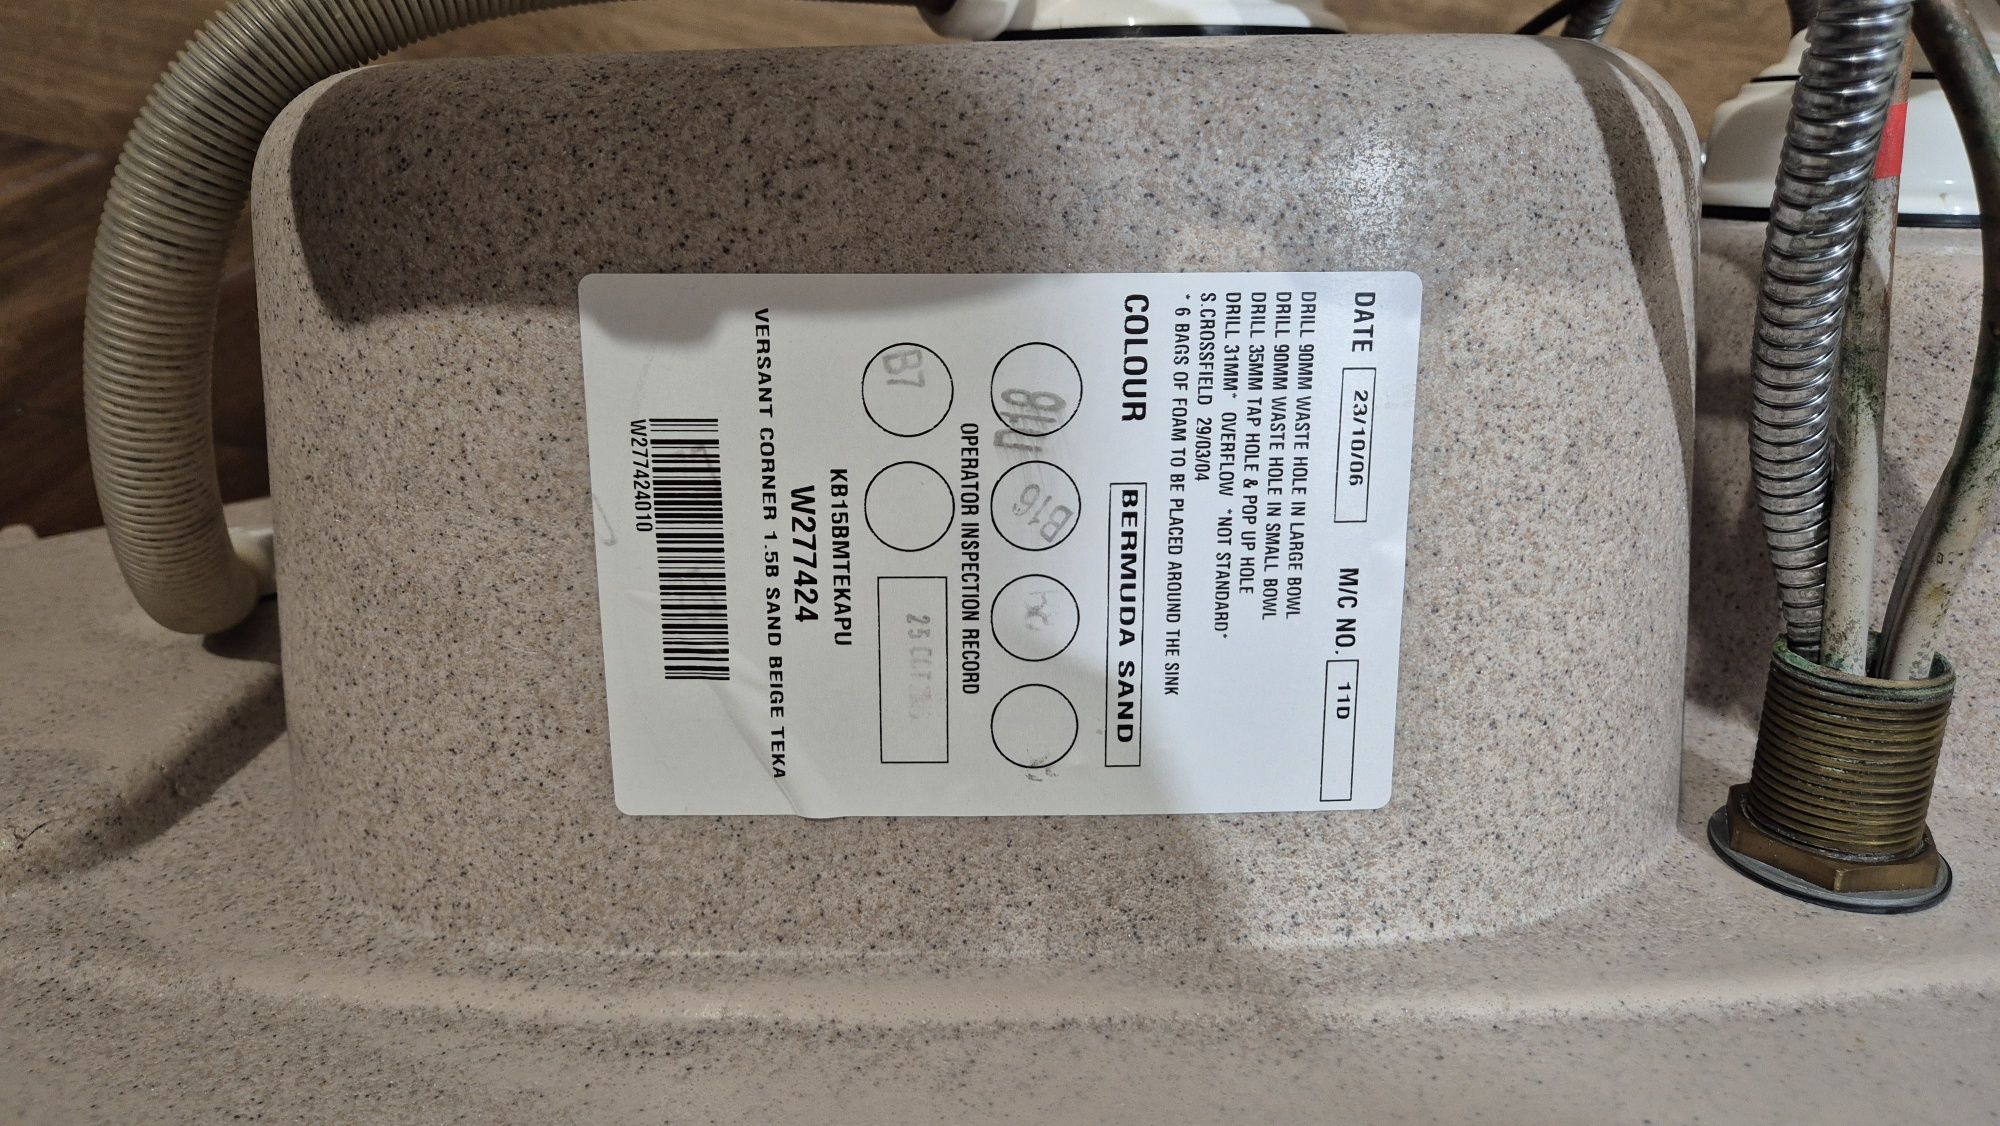 DATE 23/10/06 M/C NO. 11D
DRILL 90MM WASTE HOLE IN LARGE BOWL
DRILL 90MM WASTE HOLE IN SMALL BOWL
DRILL 35MM TAP HOLE & POP UP HOLE
DRILL 31MM* OVERFLOW *NOT STANDARD*
S.CROSSFIELD 29/03/04
* 6 BAGS OF FOAM TO BE PLACED AROUND THE SINK
COLOUR BERMUDA SAND
B16
OPERATOR INSPECTION RECORD
B7
25 OCT
KB15BMTEKAPU
W277424
VERSANT CORNER 1.5B SAND BEIGE TEKA
W277424010